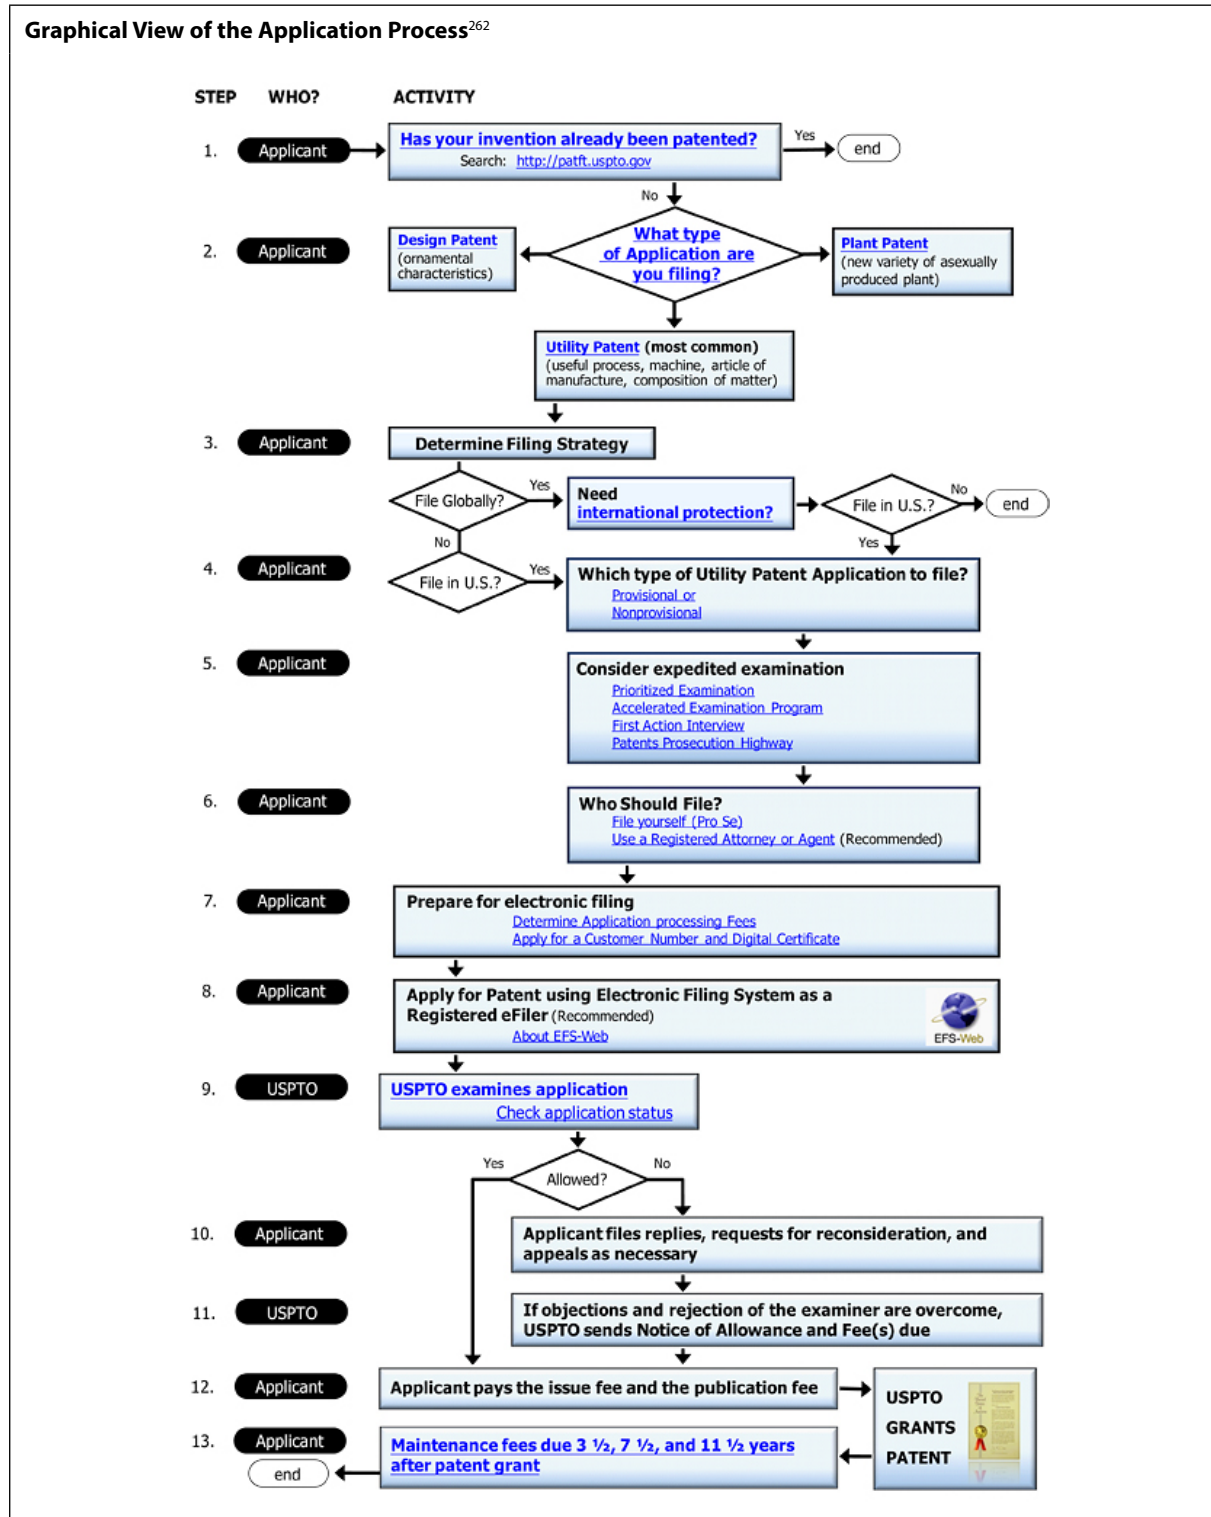 Graphical View of the Application Process262
STEP WHO? ACTIVITY
1. Applicant
Has your invention already been patented?
Search: http://patft.uspto.gov
Yes
end
No
2. Applicant
Design Patent
(ornamental
characteristics)
What type
of Application are
you filing?
Plant Patent
(new variety of asexually
produced plant)
Utility Patent (most common)
(useful process, machine, article of
manufacture, composition of matter)
3. Applicant
Determine Filing Strategy
File Globally?
Yes
Need
international protection?
File in U.S.?
No
end
No
Yes
4. Applicant
File in U.S.?
Yes
Which type of Utility Patent Application to file?
Provisional or
Nonprovisional
5. Applicant
Consider expedited examination
Prioritized Examination
Accelerated Examination Program
First Action Interview
Patents Prosecution Highway
6. Applicant
Who Should File?
File yourself (Pro Se)
Use a Registered Attorney or Agent (Recommended)
7. Applicant
Prepare for electronic filing
Determine Application processing Fees
Apply for a Customer Number and Digital Certificate
8. Applicant
Apply for Patent using Electronic Filing System as a
Registered eFiler (Recommended)
About EFS-Web
EFS-Web
9. USPTO
USPTO examines application
Check application status
Yes
Allowed?
No
10. Applicant
Applicant files replies, requests for reconsideration, and
appeals as necessary
11. USPTO
If objections and rejection of the examiner are overcome,
USPTO sends Notice of Allowance and Fee(s) due
12. Applicant
Applicant pays the issue fee and the publication fee
USPTO
GRANTS
PATENT
13. Applicant
Maintenance fees due 3 ½, 7 ½, and 11 ½ years
after patent grant
end